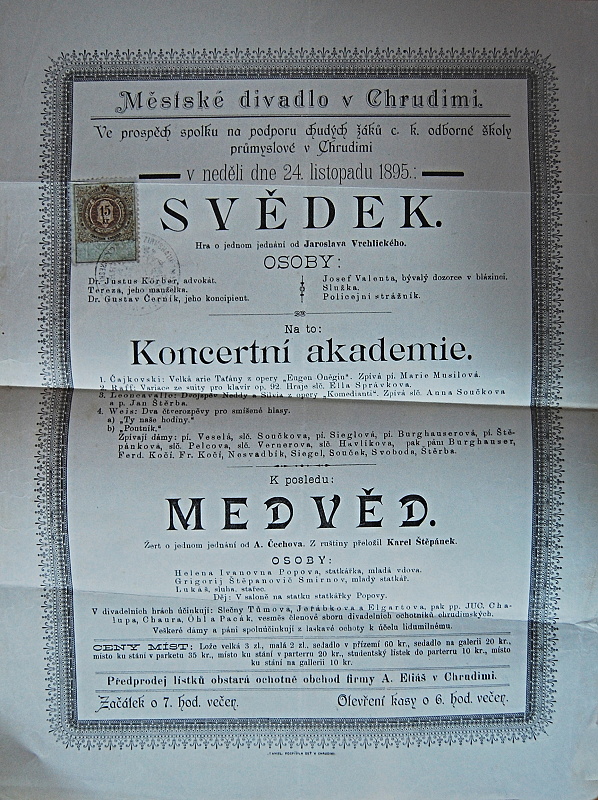 Městské divadlo v Chrudimi.
Ve prospěch spolku na podporu chudých žáků c. k. odborné školy
průmyslové v Chrudimi
v neděli dne 24. listopadu 1895.:
15
SVĚDEK.
Hra o jednom jednání od Jaroslava Vrchlického.
OSOBY:
Dr. Justus Körber, advokát.
Tereza, jeho manželka.
Dr. Gustav Černík, jeho koncipent.
Josef Valenta, bývalý dozorce v blázinci.
Služka.
Policejní strážník.
Na to:
Koncertní akademie.
1. Čajkovski: Velká arie Taťány z opery „Eugen Oněgin". Zpívá pí. Marie Musilová.
2. Raff: Variace ze suity pro klavír op. 92. Hraje slč. Ella Správkova.
3. Leoncavallo: Dvojzpěv Neddy a Silvia z opery „Komedianti". Zpívá slč. Anna Součkova
a p. Jan Štěrba.
4. Weis: Dva čtverozpěvy pro smíšené hlasy.
a) „Ty naše hodiny."
b) „Poutník."
Zpívají dámy: pí. Veselá, slč. Součkova, pí. Sieglová, pí. Burghauserová, pí. Ště-
pánková, slč. Pelcova, slč. Vernerova, slč. Havlíkova, pak páni Burghauser,
Ferd. Kočí, Fr. Kočí, Nesvadbík, Siegel, Souček, Svoboda, Štěrba.
K posledu:
MEDVĚD.
Žert o jednom jednání od A. Čechova. Z ruštiny přeložil Karel Štěpánek.
OSOBY:
Helena Ivanovna Popova, statkářka, mladá vdova.
Grigorij Štěpanovič Smirnov, mladý statkář.
Lukáš, sluha, stařec.
Děj: V saloně na statku statkářky Popovy.
V divadelních hrách účinkují: Slečny Tůmova, Jeřábkova a Elgartova, pak pp. JUC. Cha-
lupa, Chaura, Ohl a Pacák, vesměs členové sboru divadelních ochotníků chrudimských.
Veškeré dámy a páni spoluúčinkují z laskavé ochoty k účelu lidumilnému.
CENY MÍST: Lože velká 3 zl., malá 2 zl., sedadlo v přízemí 60 kr., sedadlo na galerii 20 kr.,
místo ku stání v parketu 35 kr., místo ku stání v parterru 20 kr., studentský lístek do parterru 10 kr., místo
ku stání na galerii 10 kr.
Předprodej lístků obstará ochotně obchod firmy A. Eliáš v Chrudimi.
Začátek o 7. hod. večer.
Otevření kasy o 6. hod. večer.